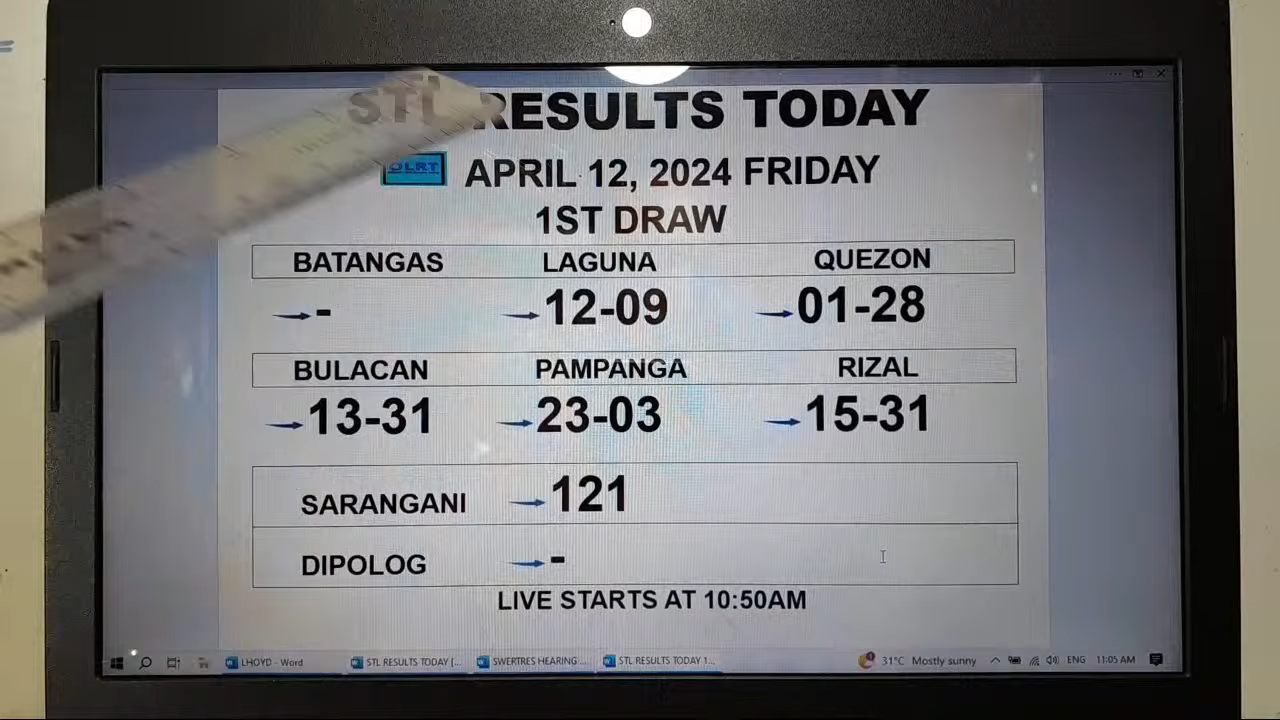 STL RESULTS TODAY
OLRT APRIL 12, 2024 FRIDAY
1ST DRAW
BATANGAS LAGUNA QUEZON
→- →12-09 →01-28
BULACAN PAMPANGA RIZAL
→13-31 →23-03 →15-31
SARANGANI →121
DIPOLOG →-
LIVE STARTS AT 10:50AM
LHOYD - Word STL RESULTS TODAY [... SWERTRES HEARING ... STL RESULTS TODAY 1... 31°C Mostly sunny ENG 11:05 AM